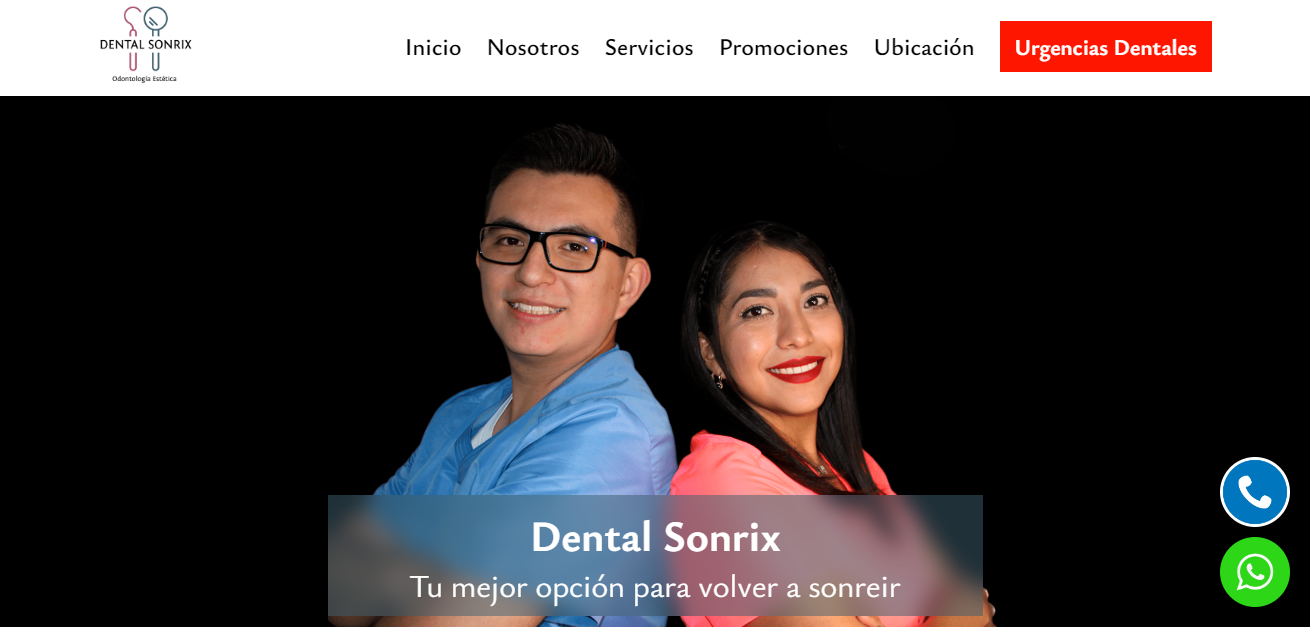 DENTAL SONRIX
Odontología Estética
Inicio Nosotros Servicios Promociones Ubicación Urgencias Dentales
Dental Sonrix
Tu mejor opción para volver a sonreir